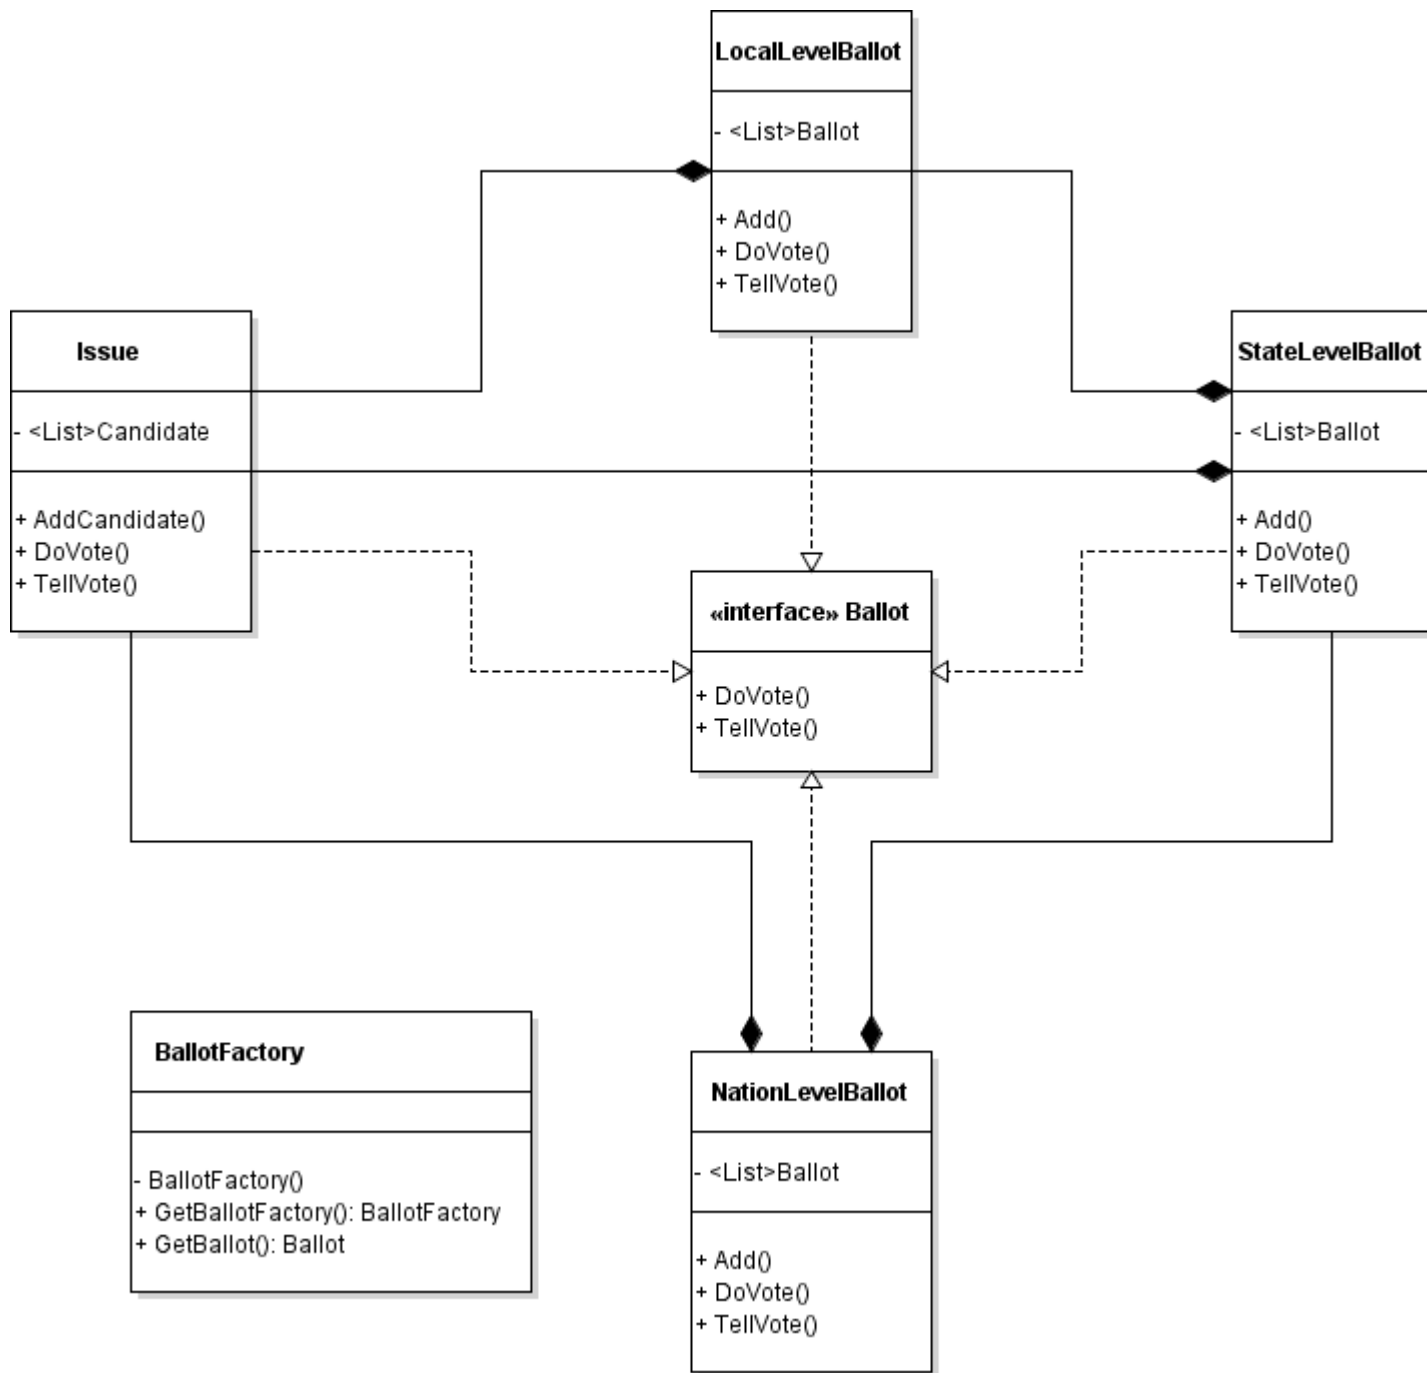 LocalLevelBallot
- <List>Ballot
+ Add()
+ DoVote()
+ TellVote()
Issue
- <List>Candidate
+ AddCandidate()
+ DoVote()
+ TellVote()
StateLevelBallot
- <List>Ballot
+ Add()
+ DoVote()
+ TellVote()
«interface» Ballot
+ DoVote()
+ TellVote()
BallotFactory
- BallotFactory()
+ GetBallotFactory(): BallotFactory
+ GetBallot(): Ballot
NationLevelBallot
- <List>Ballot
+ Add()
+ DoVote()
+ TellVote()